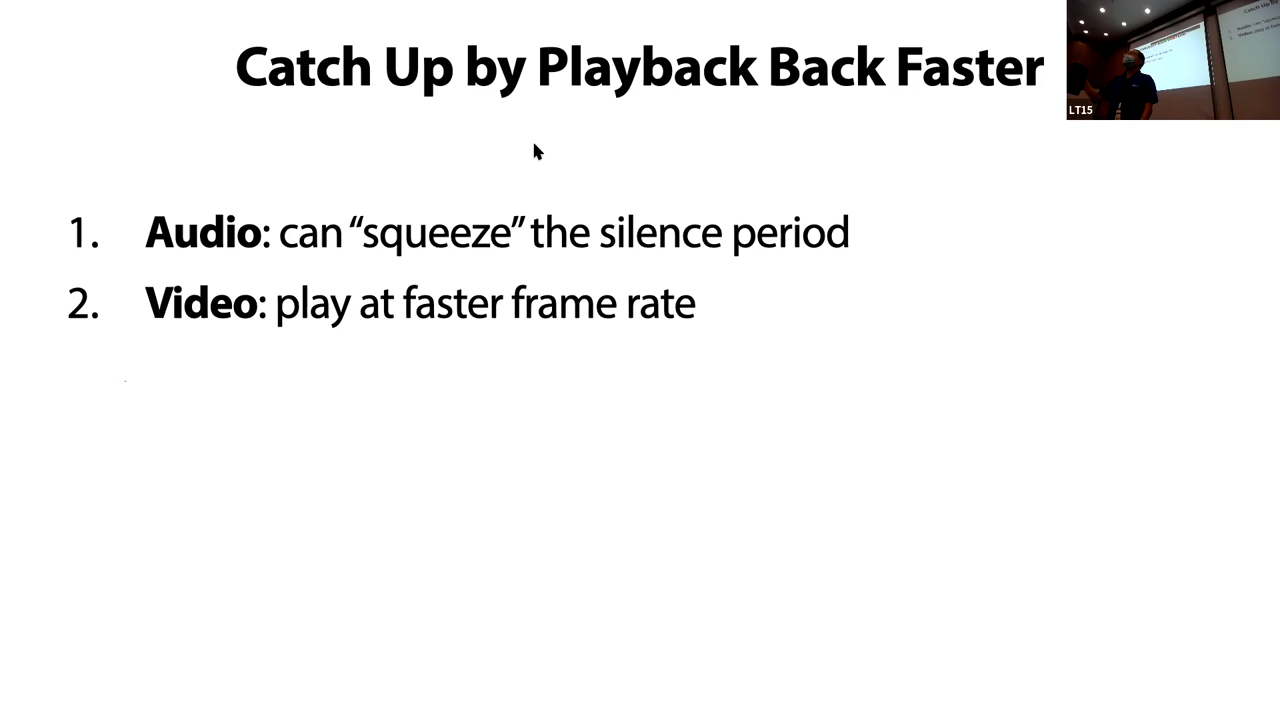 Catch Up by Playback Back Faster
LT15
1. Audio: can “squeeze” the silence period
2. Video: play at faster frame rate